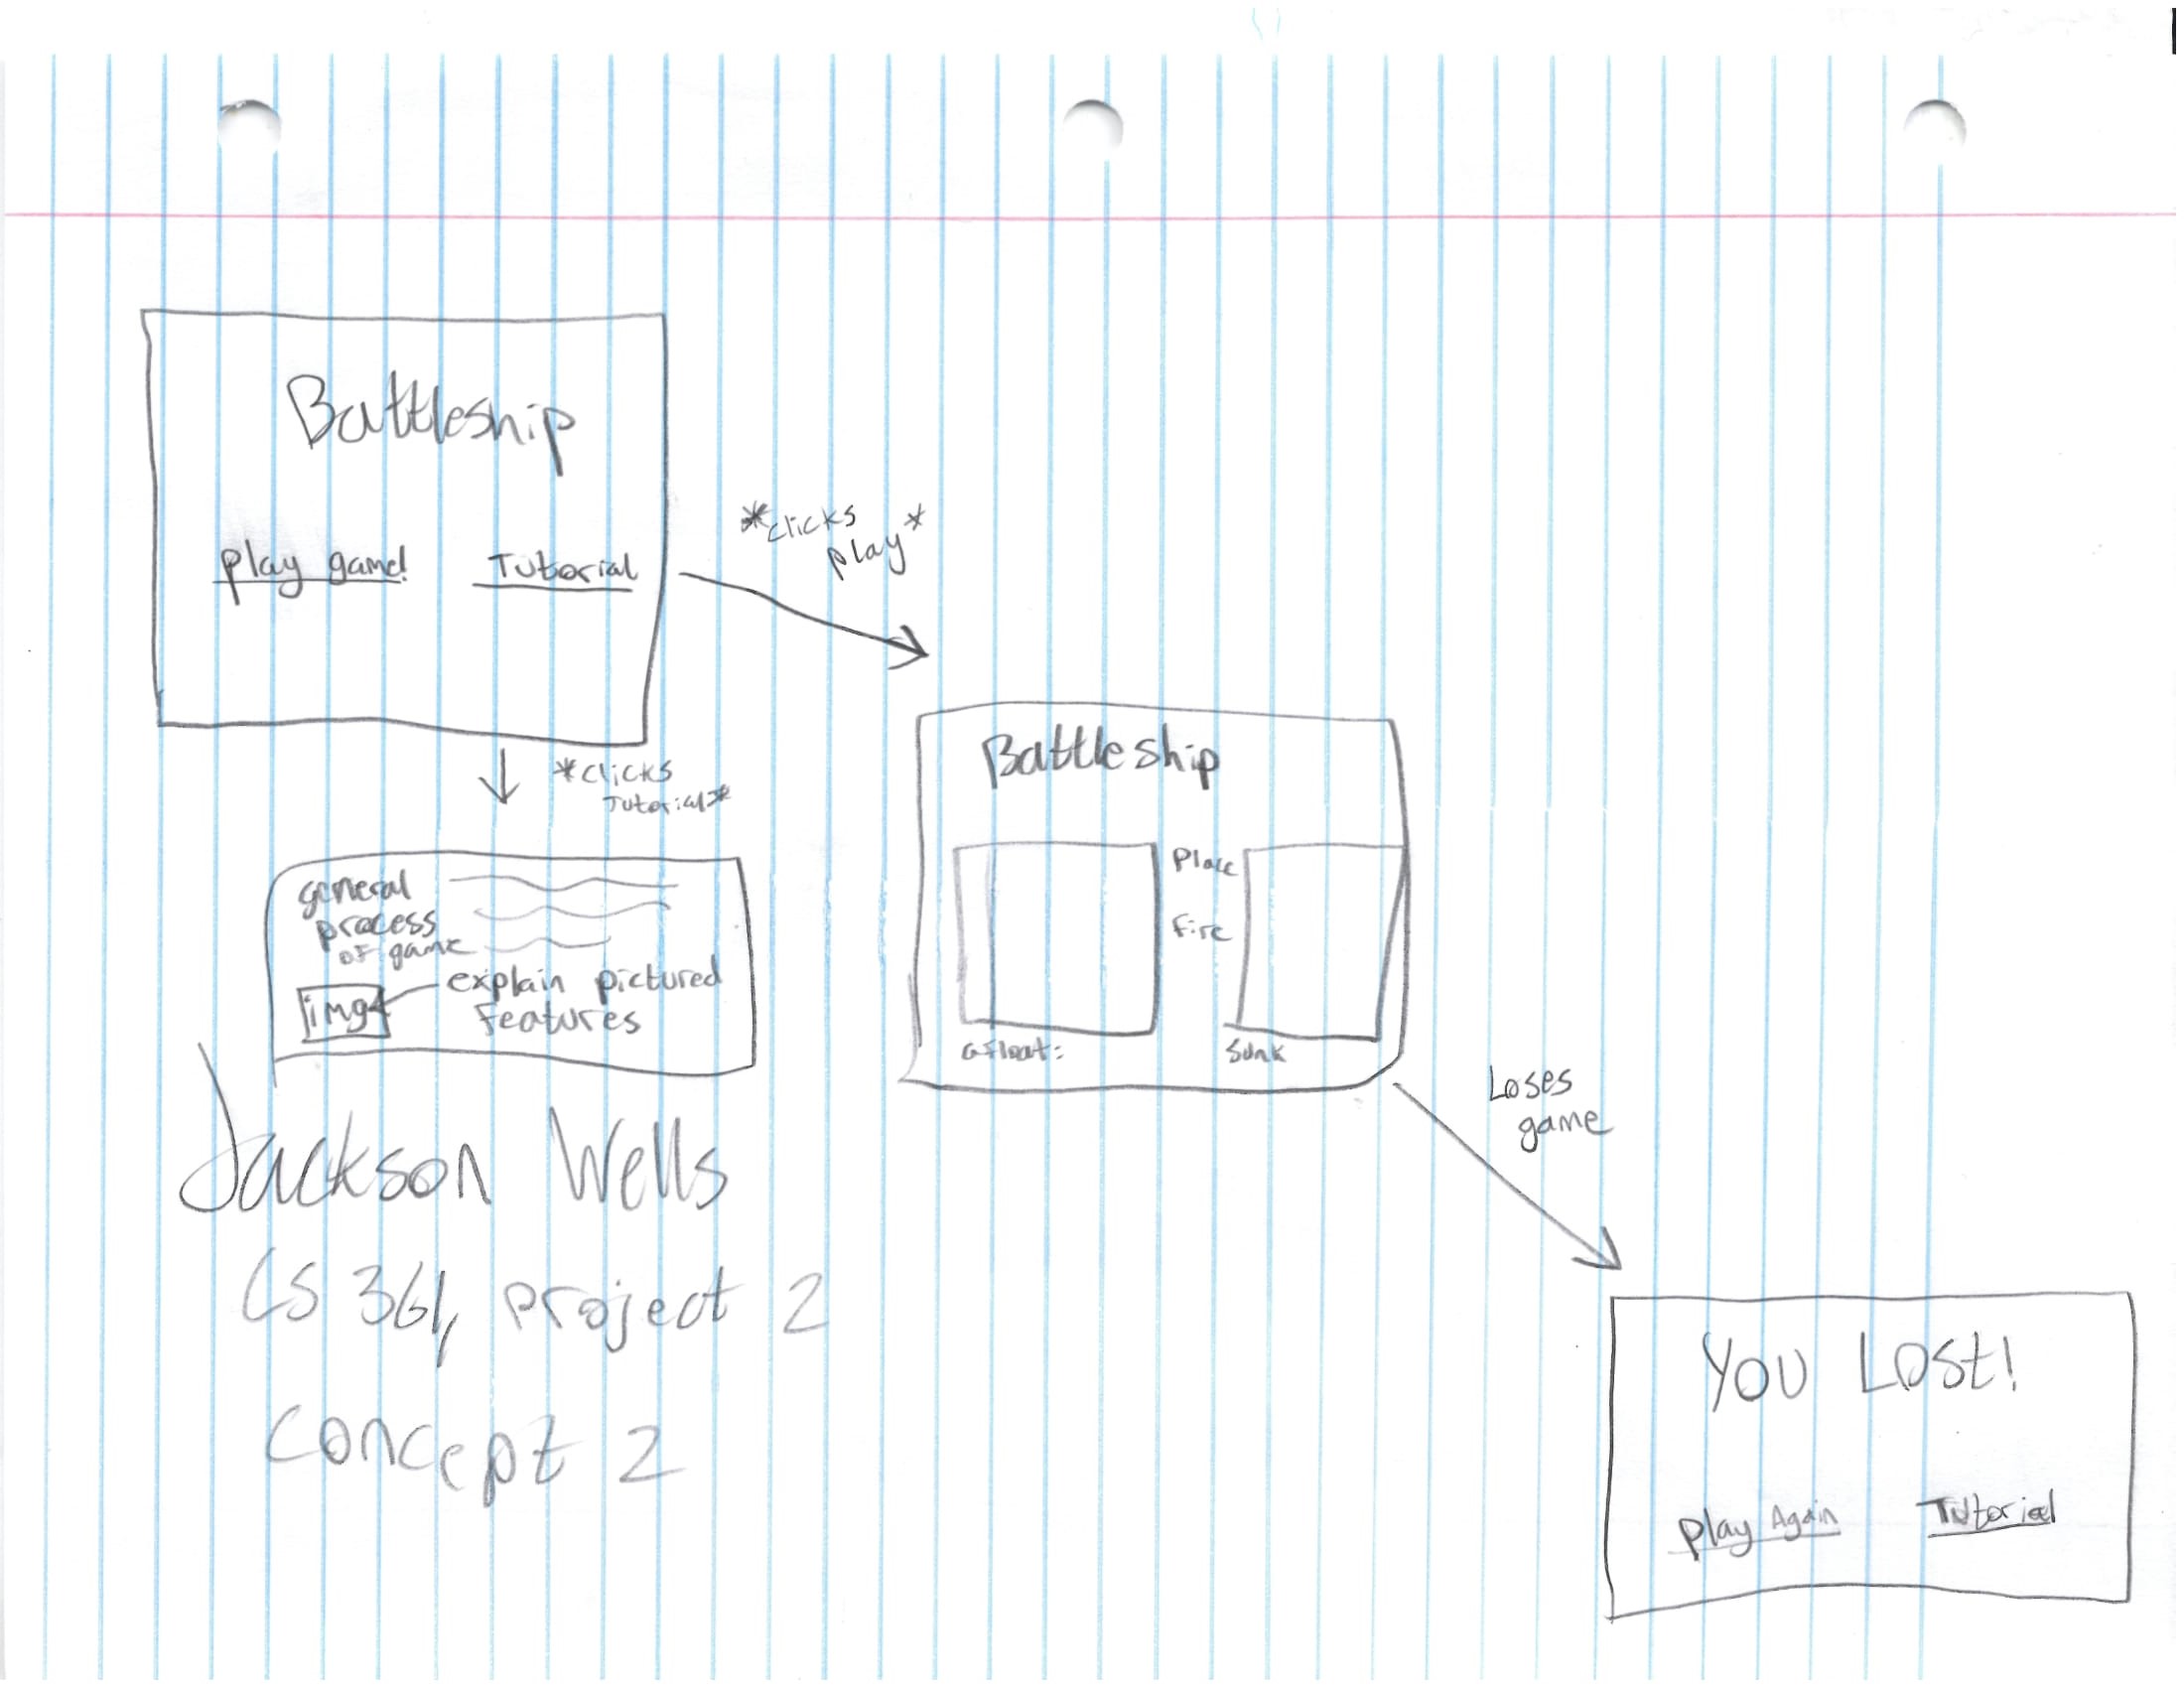 Battleship
play game!
Tutorial
*clicks
play*
*clicks
Tutorial*
general
process
of game
img
explain pictured
features
Battleship
Place
fire
afloat:
Sunk
Loses
game
You Lost!
play Again
Tutorial
Jackson Wells
CS 361, project 2
concept 2